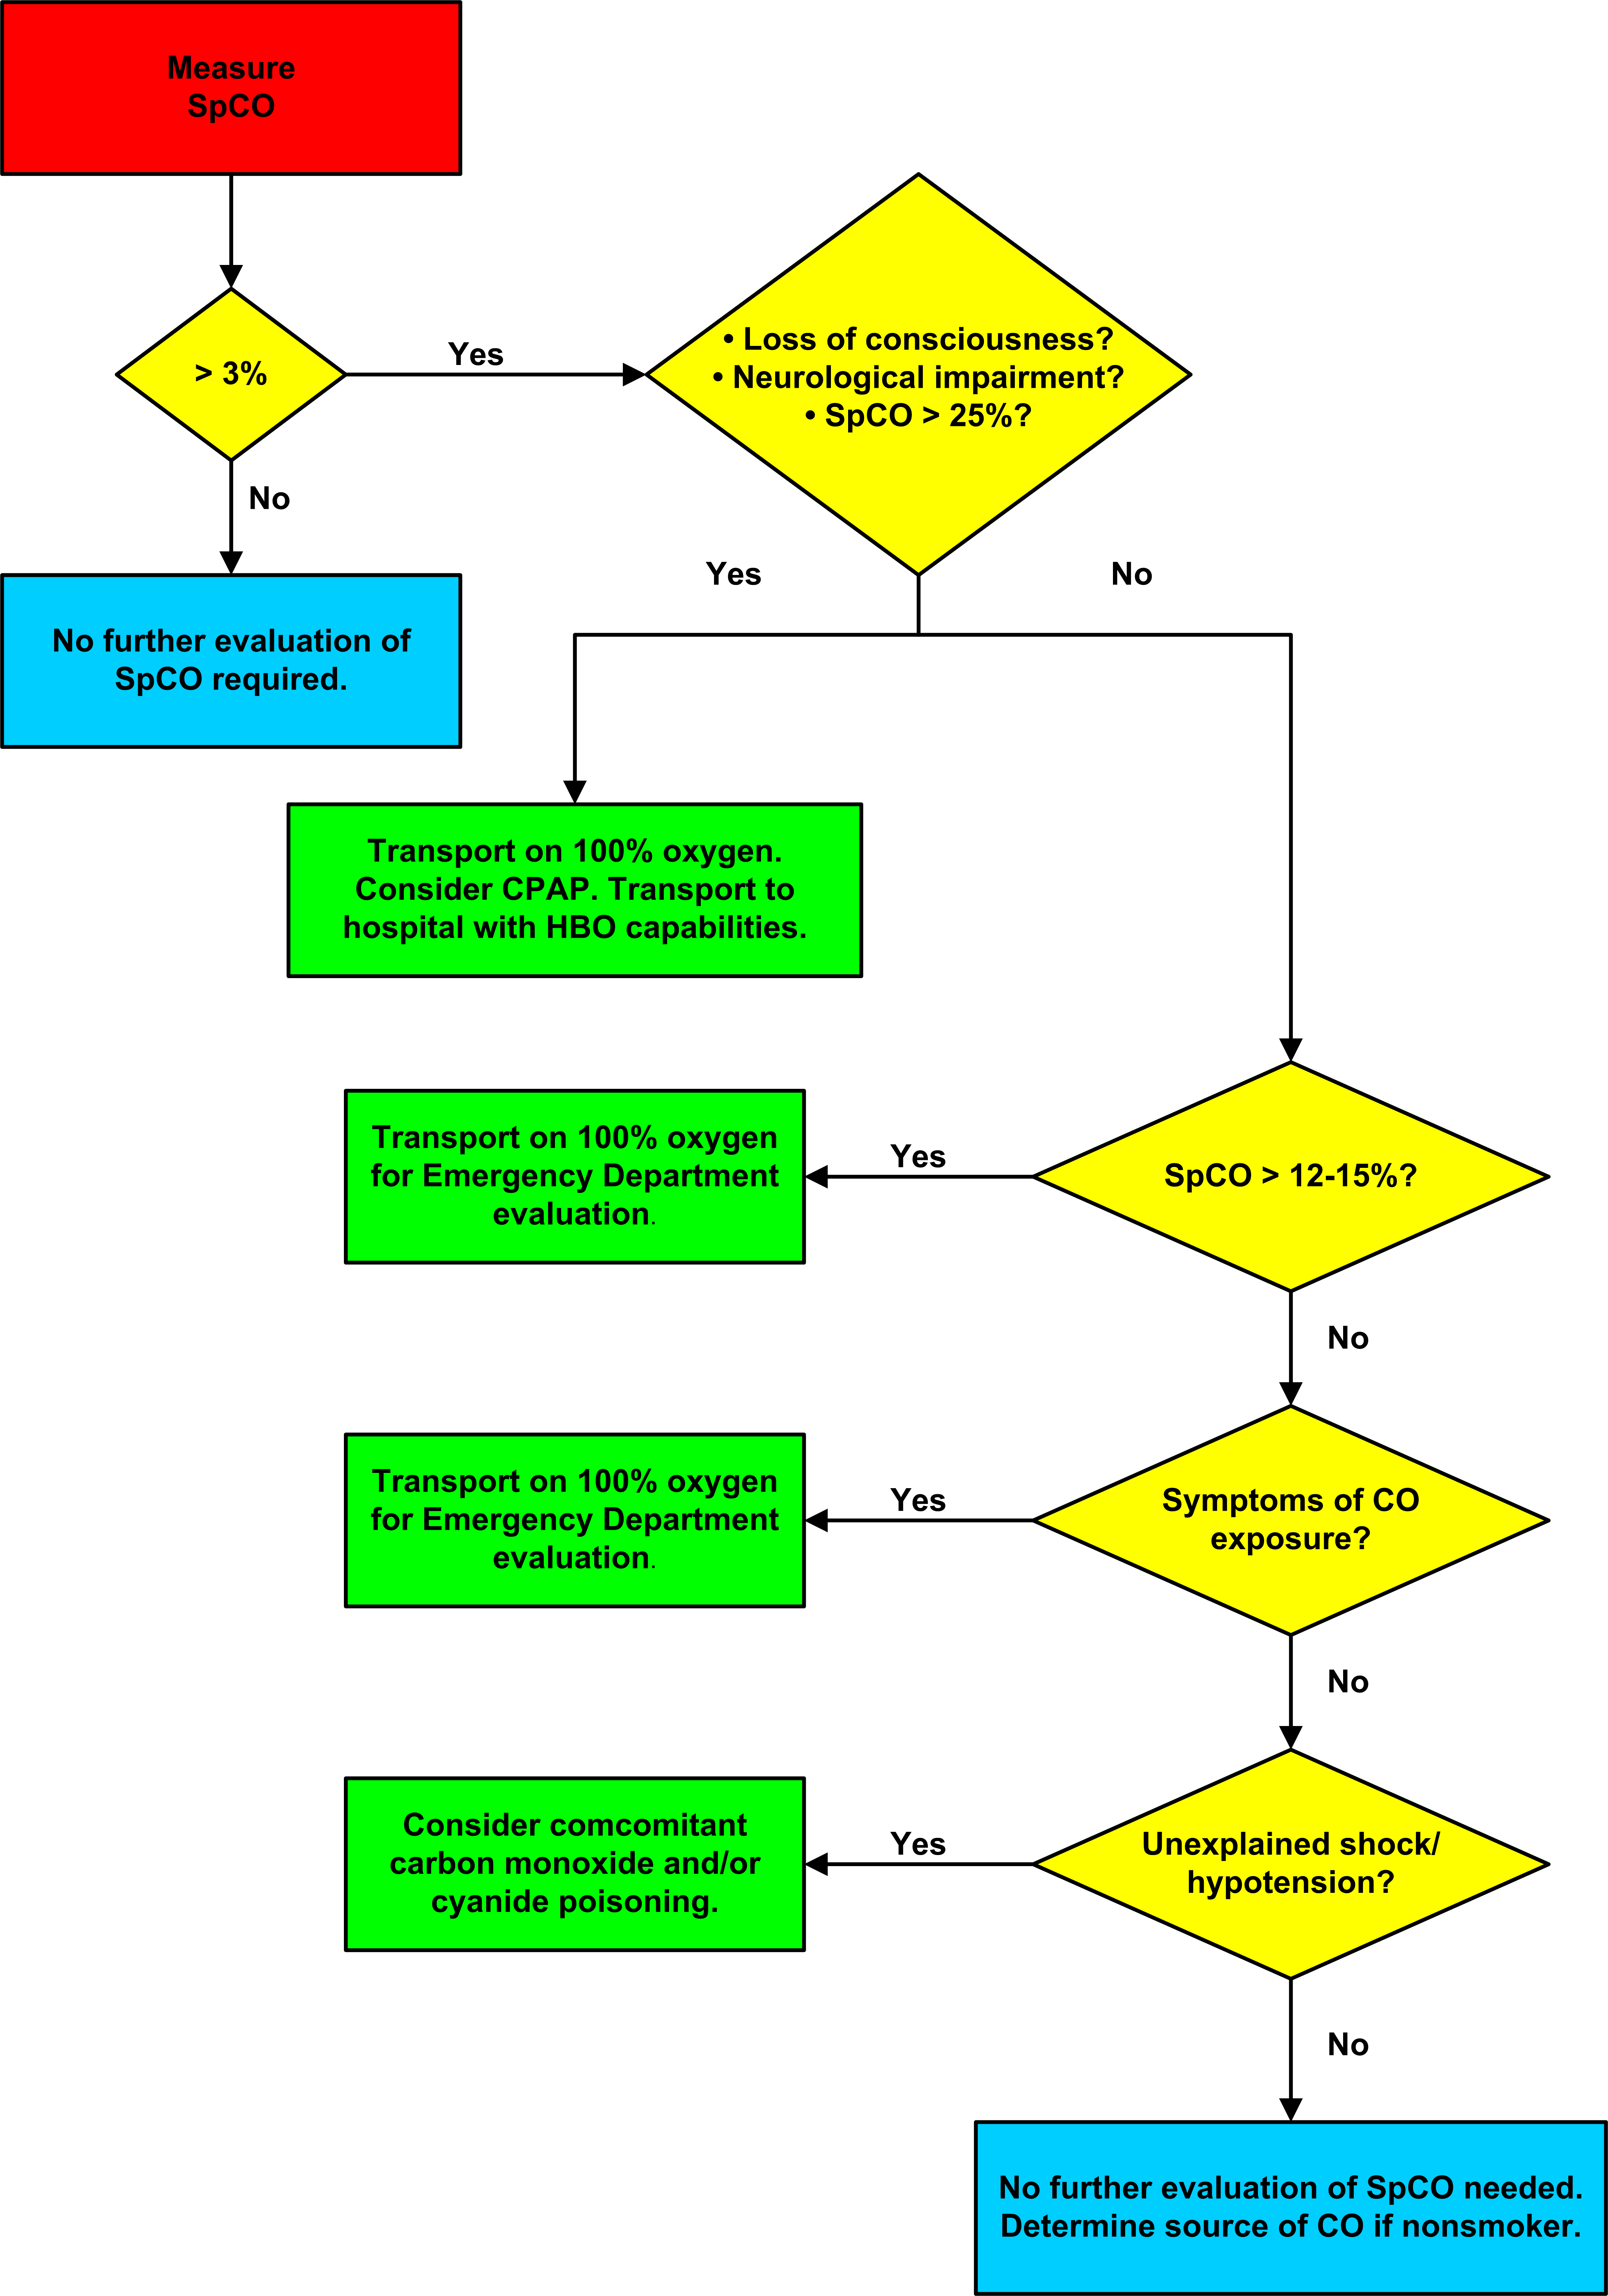 Measure
SpCO
> 3%
Yes
• Loss of consciousness?
• Neurological impairment?
• SpCO > 25%?
No
No further evaluation of
SpCO required.
Yes
No
Transport on 100% oxygen.
Consider CPAP. Transport to
hospital with HBO capabilities.
SpCO > 12-15%?
Yes
Transport on 100% oxygen
for Emergency Department
evaluation.
No
Symptoms of CO
exposure?
Yes
Transport on 100% oxygen
for Emergency Department
evaluation.
No
Unexplained shock/
hypotension?
Yes
Consider comcomitant
carbon monoxide and/or
cyanide poisoning.
No
No further evaluation of SpCO needed.
Determine source of CO if nonsmoker.